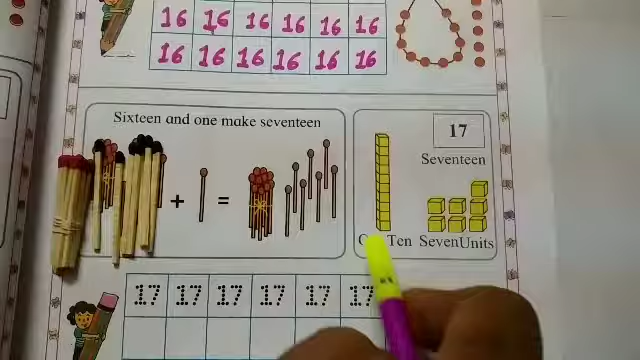 16 16 16 16 16 16
16 16 16 16 16 16
Sixteen and one make seventeen
+ =
17
Seventeen
Ten SevenUnits
17 17 17 17 17 17